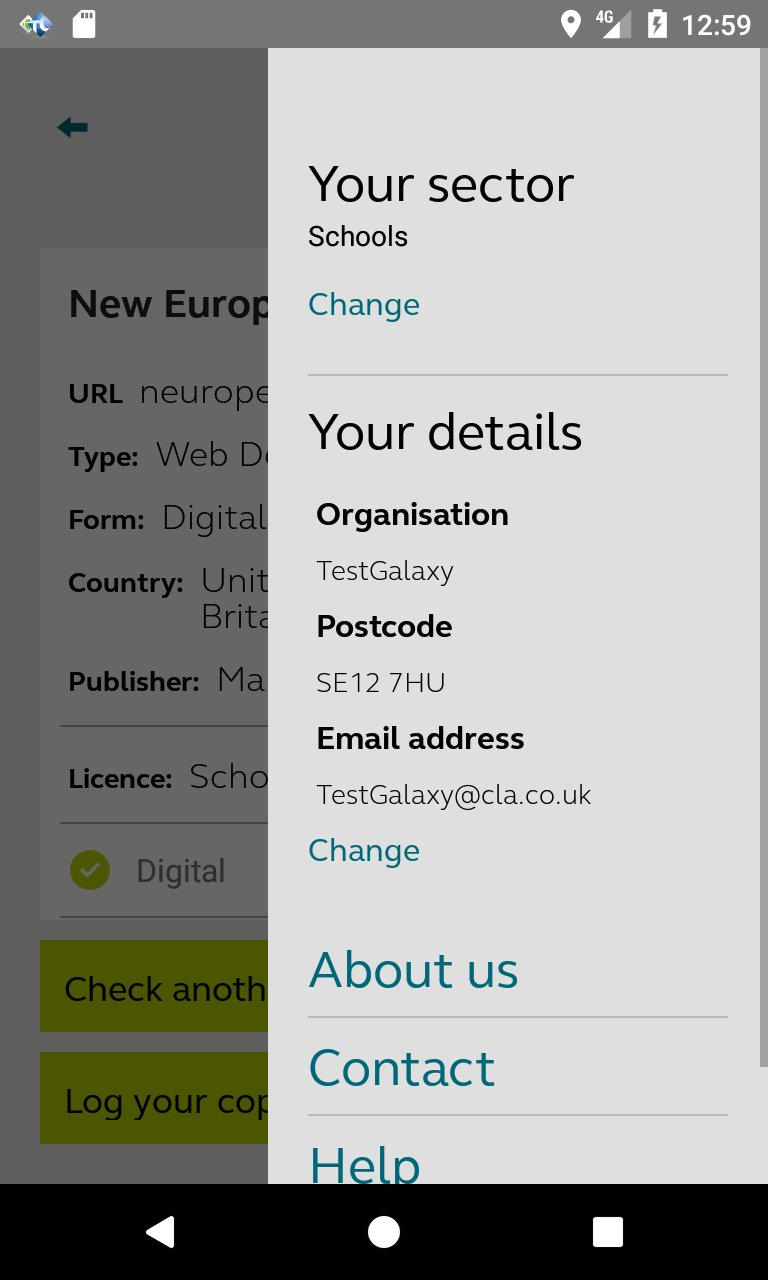 4G 12:59
New Europ
URL neurope
Type: Web D
Form: Digital
Country: Unit
Brita
Publisher: Ma
Licence: Scho
Digital
Check anoth
Log your cop
Your sector
Schools
Change
Your details
Organisation
TestGalaxy
Postcode
SE12 7HU
Email address
TestGalaxy@cla.co.uk
Change
About us
Contact
Help